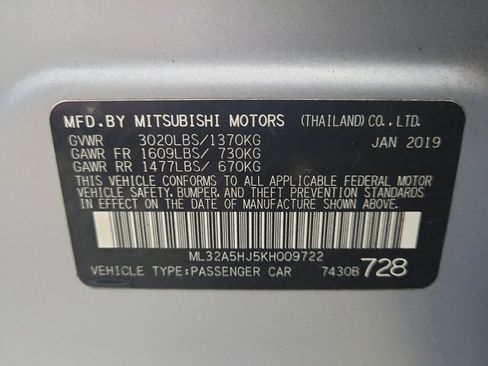 MFD.BY MITSUBISHI MOTORS (THAILAND)CO.,LTD.
GVWR 3020LBS/1370KG JAN 2019
GAWR FR 1609LBS/ 730KG
GAWR RR 1477LBS/ 670KG
THIS VEHICLE CONFORMS TO ALL APPLICABLE FEDERAL MOTOR
VEHICLE SAFETY, BUMPER, AND THEFT PREVENTION STANDARDS
IN EFFECT ON THE DATE OF MANUFACTURE SHOWN ABOVE.
ML32A5HJ5KH009722
VEHICLE TYPE:PASSENGER CAR 74308 728